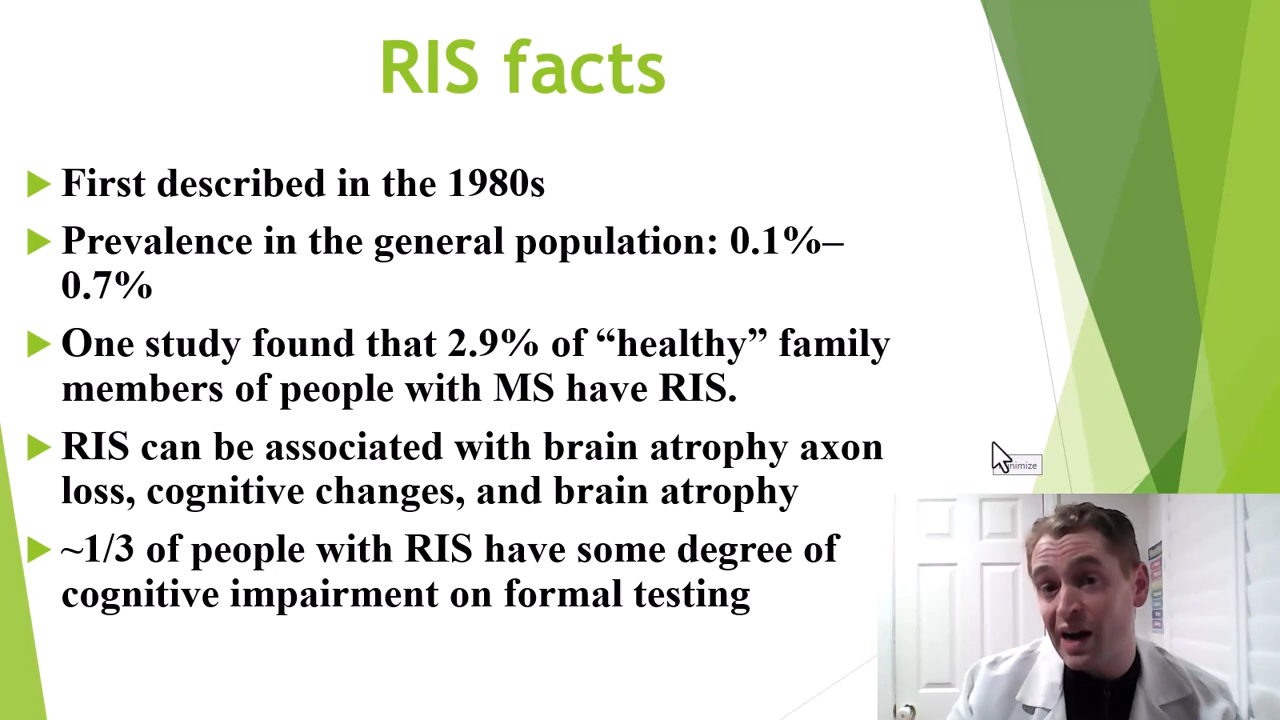 RIS facts
First described in the 1980s
Prevalence in the general population: 0.1%–
0.7%
One study found that 2.9% of “healthy” family
members of people with MS have RIS.
RIS can be associated with brain atrophy axon
loss, cognitive changes, and brain atrophy
~1/3 of people with RIS have some degree of
cognitive impairment on formal testing
nimize